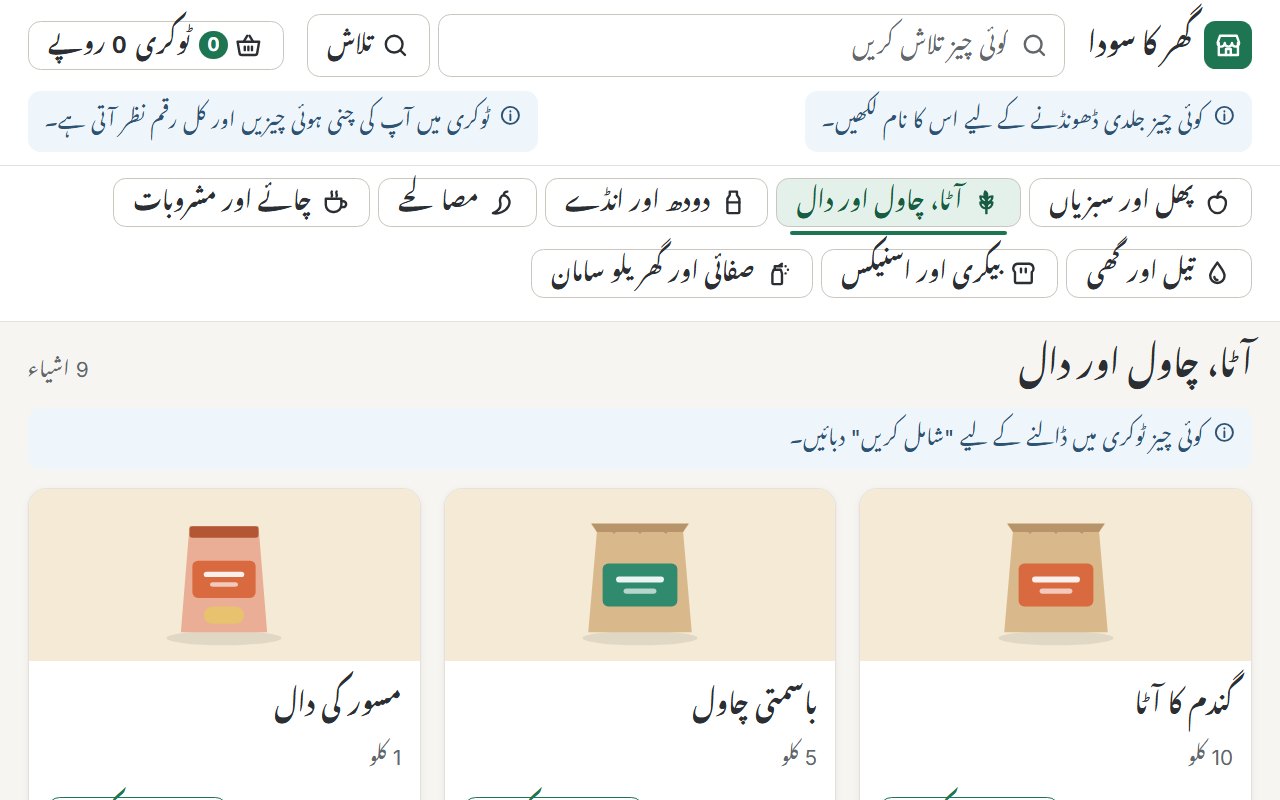 گھر کا سودا
کوئی چیز تلاش کریں
تلاش
ٹوکری 0 0 روپے
کوئی چیز جلدی ڈھونڈنے کے لیے اس کا نام لکھیں۔
ٹوکری میں آپ کی چنی ہوئی چیزیں اور کل رقم نظر آتی ہے۔
پھل اور سبزیاں
آٹا، چاول اور دال
دودھ اور انڈے
مصالحے
چائے اور مشروبات
تیل اور گھی
بیکری اور اسنیکس
صفائی اور گھریلو سامان
آٹا، چاول اور دال
9 اشیاء
کوئی چیز ٹوکری میں ڈالنے کے لیے "شامل کریں" دبائیں۔
گندم کا آٹا
10 کلو
باسمتی چاول
5 کلو
مسور کی دال
1 کلو